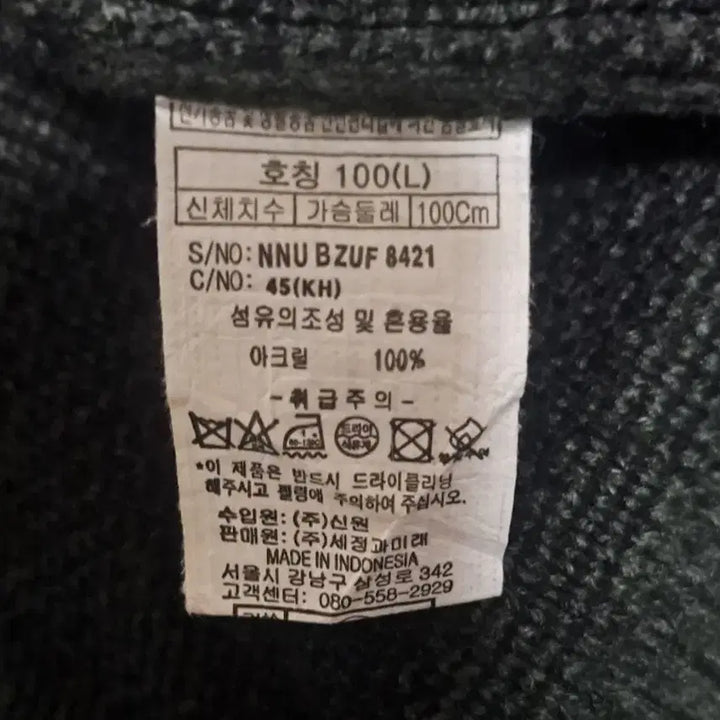 호칭 100(L)
신체치수 가슴둘레 100Cm
S/NO: NNU BZUF 8421
C/NO: 45(KH)
섬유의조성 및 혼용율
아크릴 100%
- 취급주의 -
드라이
*이 제품은 반드시 드라이클리닝
해주시고 펠링에 주의하여 주십시오.
수입원: (주)신원
판매원: (주)세정과미래
MADE IN INDONESIA
서울시 강남구 삼성로 342
고객센터: 080-558-2929